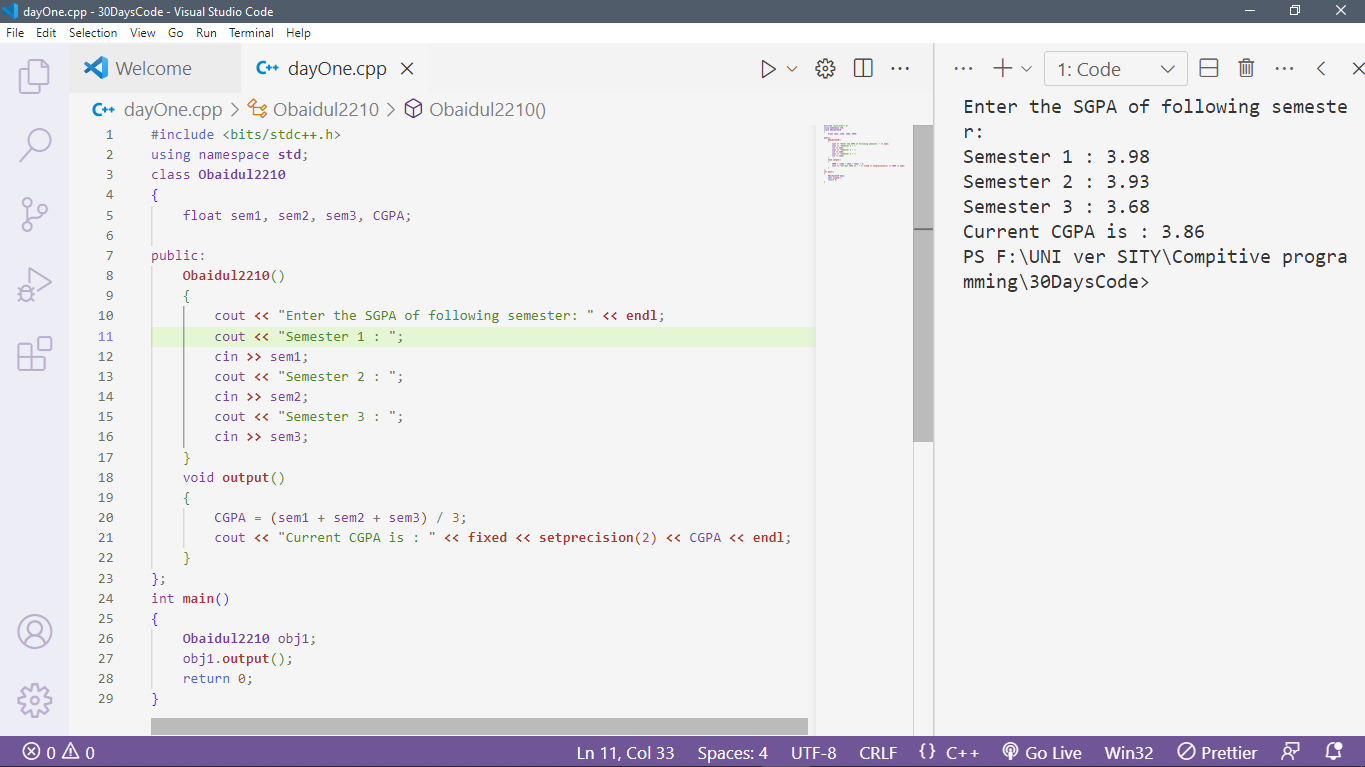 dayOne.cpp - 30DaysCode - Visual Studio Code
File Edit Selection View Go Run Terminal Help
Welcome
C++ dayOne.cpp
C++ dayOne.cpp > Obaidul2210 > Obaidul2210()
1 #include <bits/stdc++.h>
2 using namespace std;
3 class Obaidul2210
4 {
5 float sem1, sem2, sem3, CGPA;
6
7 public:
8 Obaidul2210()
9 {
10 cout << "Enter the SGPA of following semester: " << endl;
11 cout << "Semester 1 : ";
12 cin >> sem1;
13 cout << "Semester 2 : ";
14 cin >> sem2;
15 cout << "Semester 3 : ";
16 cin >> sem3;
17 }
18 void output()
19 {
20 CGPA = (sem1 + sem2 + sem3) / 3;
21 cout << "Current CGPA is : " << fixed << setprecision(2) << CGPA << endl;
22 }
23 };
24 int main()
25 {
26 Obaidul2210 obj1;
27 obj1.output();
28 return 0;
29 }
1: Code
Enter the SGPA of following semeste
r:
Semester 1 : 3.98
Semester 2 : 3.93
Semester 3 : 3.68
Current CGPA is : 3.86
PS F:\UNI ver SITY\Compitive progra
mming\30DaysCode>
0 0 Ln 11, Col 33 Spaces: 4 UTF-8 CRLF {} C++ Go Live Win32 Prettier